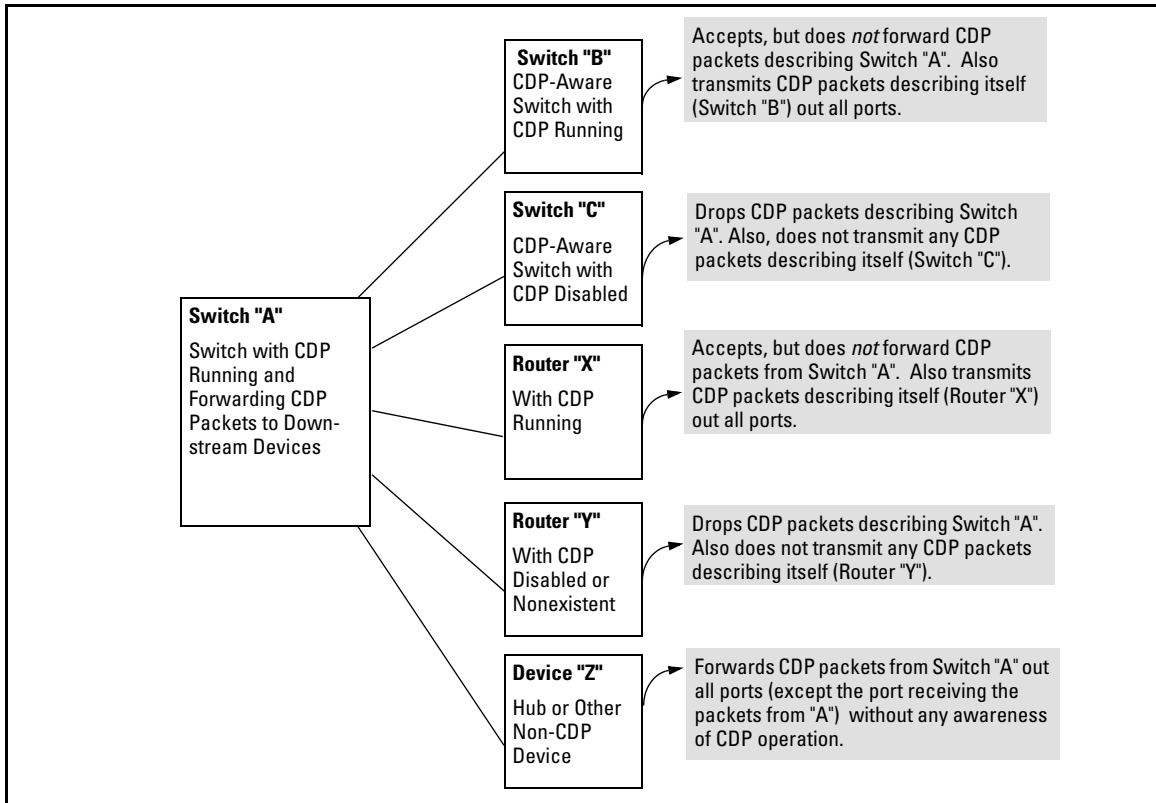 Switch "A"
Switch with CDP
Running and
Forwarding CDP
Packets to Down-
stream Devices
Switch "B"
CDP-Aware
Switch with
CDP Running
Accepts, but does not forward CDP
packets describing Switch "A". Also
transmits CDP packets describing itself
(Switch "B") out all ports.
Switch "C"
CDP-Aware
Switch with
CDP Disabled
Drops CDP packets describing Switch
"A". Also, does not transmit any CDP
packets describing itself (Switch "C").
Router "X"
With CDP
Running
Accepts, but does not forward CDP
packets from Switch "A". Also transmits
CDP packets describing itself (Router "X")
out all ports.
Router "Y"
With CDP
Disabled or
Nonexistent
Drops CDP packets describing Switch "A".
Also does not transmit any CDP packets
describing itself (Router "Y").
Device "Z"
Hub or Other
Non-CDP
Device
Forwards CDP packets from Switch "A" out
all ports (except the port receiving the
packets from "A") without any awareness
of CDP operation.